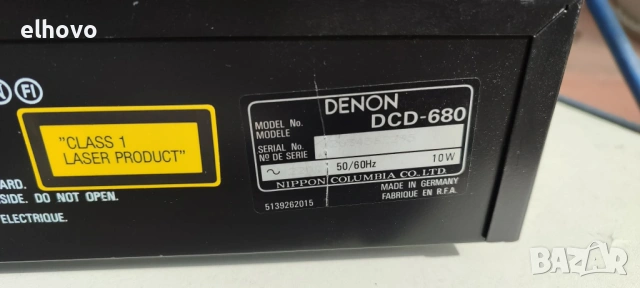 elhovo
N FI
"CLASS 1
LASER PRODUCT"
ARD.
SIDE. DO NOT OPEN.
ELECTRIQUE.
DENON
MODEL No.
MODELE
DCD-680
SERIAL No.
Nº DE SERIE
~ 50/60Hz 10W
NIPPON COLUMBIA CO., LTD.
MADE IN GERMANY
FABRIQUE EN R.F.A.
5139262015
BAZAR